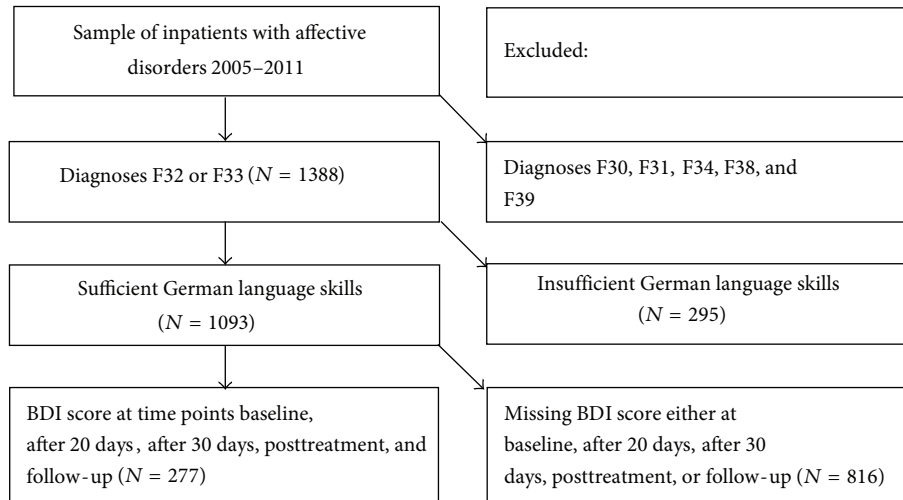 Sample of inpatients with affective
disorders 2005–2011
Excluded:
Diagnoses F32 or F33 (N = 1388)
Diagnoses F30, F31, F34, F38, and
F39
Sufficient German language skills
(N = 1093)
Insufficient German language skills
(N = 295)
BDI score at time points baseline,
after 20 days, after 30 days, posttreatment, and
follow-up (N = 277)
Missing BDI score either at
baseline, after 20 days, after 30
days, posttreatment, or follow-up (N = 816)